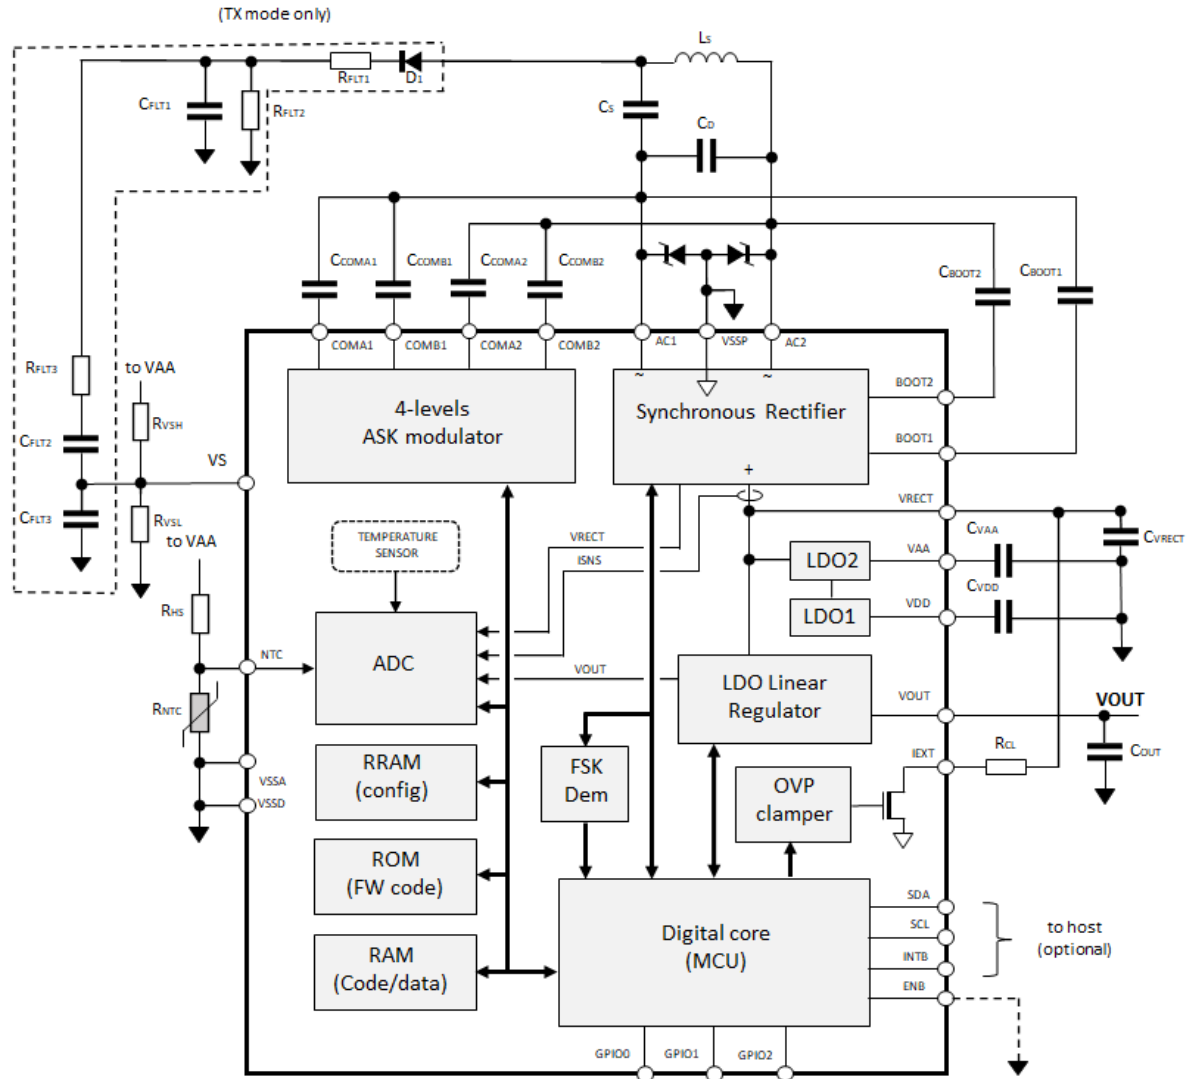 (TX mode only)
LS
RFLT1
D1
CFLT1
RFLT2
CS
CD
CCOMA1
CCOMB1
CCOMA2
CCOMB2
CBOOT2
CBOOT1
COMA1
COMB1
COMA2
COMB2
AC1
VSSP
AC2
RFLT3
to VAA
RVSH
4-levels
ASK modulator
~
~
Synchronous Rectifier
+
BOOT2
BOOT1
CFLT2
VS
CFLT3
RVSL
to VAA
VRECT
CVAA
CVRECT
TEMPERATURE
SENSOR
VRECT
ISNS
LDO2
VAA
CVDD
LDO1
VDD
RHS
NTC
ADC
VOUT
LDO Linear
Regulator
VOUT
VOUT
RNTC
COUT
RCL
IEXT
VSSA
VSSD
RRAM
(config)
FSK
Dem
OVP
clamper
ROM
(FW code)
RAM
(Code/data)
Digital core
(MCU)
SDA
SCL
INTB
ENB
to host
(optional)
GPIO0
GPIO1
GPIO2